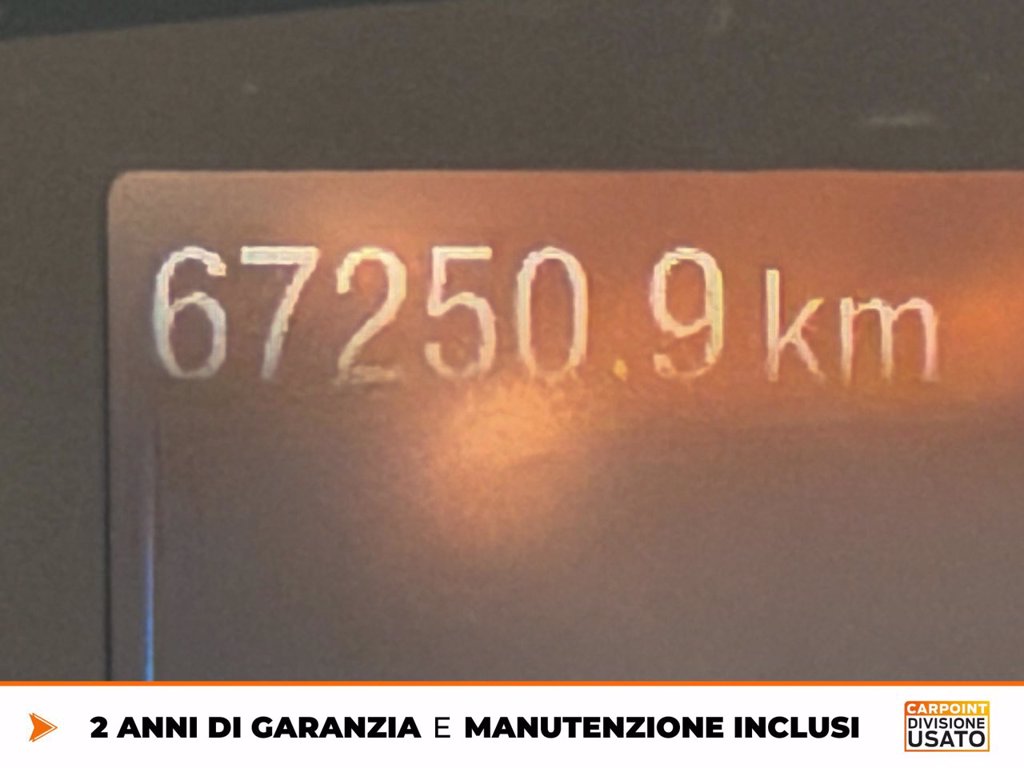 67250.9 km
2 ANNI DI GARANZIA E MANUTENZIONE INCLUSI
CARPOINT
DIVISIONE
USATO